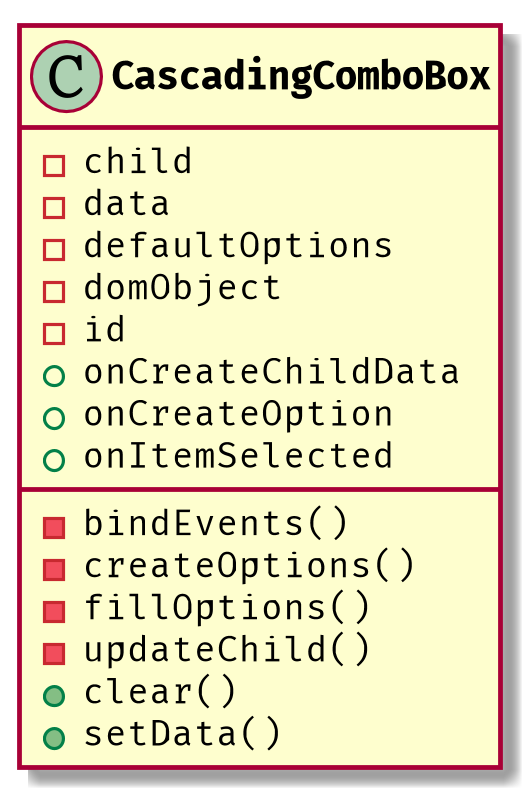 C CascadingComboBox
child
data
defaultOptions
domObject
id
onCreateChildData
onCreateOption
onItemSelected
bindEvents()
createOptions()
fillOptions()
updateChild()
clear()
setData()